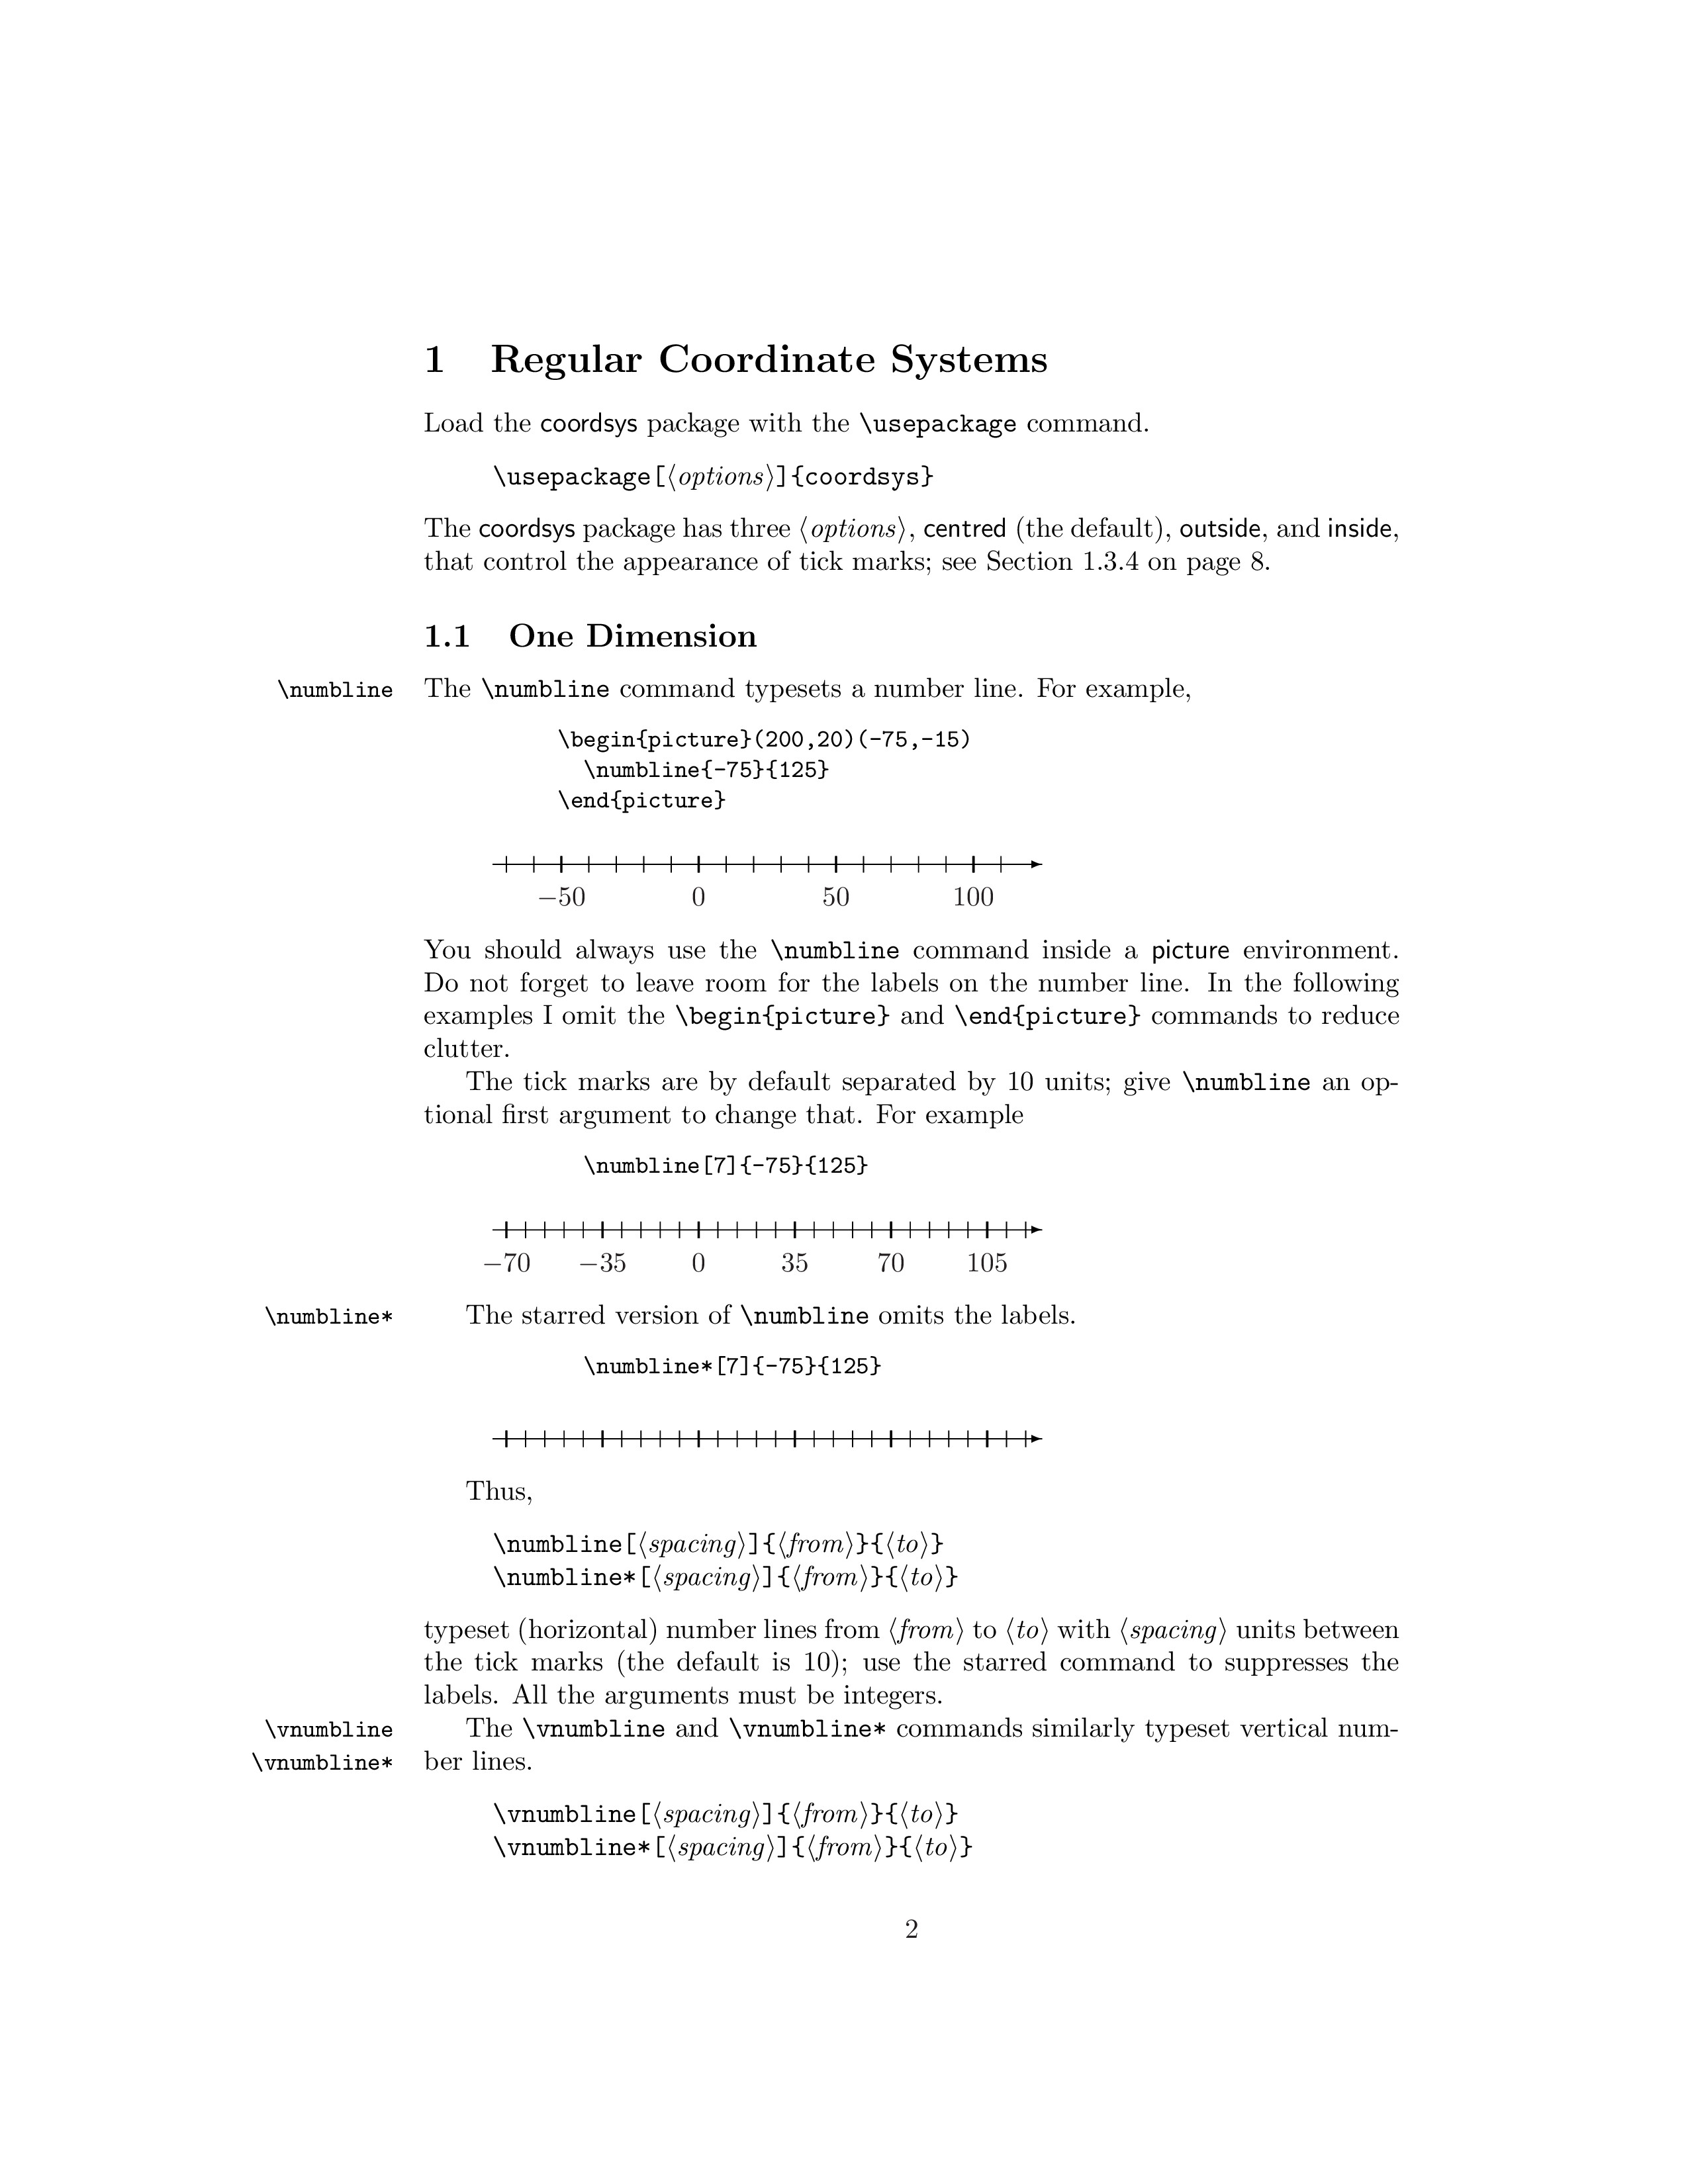 1 Regular Coordinate Systems
Load the coordsys package with the \usepackage command.
\usepackage[⟨options⟩]{coordsys}
The coordsys package has three ⟨options⟩, centred (the default), outside, and inside,
that control the appearance of tick marks; see Section 1.3.4 on page 8.
1.1 One Dimension
\numbline The \numbline command typesets a number line. For example,
\begin{picture}(200,20)(-75,-15)
\numbline{-75}{125}
\end{picture}
−50 0 50 100
You should always use the \numbline command inside a picture environment.
Do not forget to leave room for the labels on the number line. In the following
examples I omit the \begin{picture} and \end{picture} commands to reduce
clutter.
The tick marks are by default separated by 10 units; give \numbline an op-
tional first argument to change that. For example
\numbline[7]{-75}{125}
−70 −35 0 35 70 105
\numbline* The starred version of \numbline omits the labels.
\numbline*[7]{-75}{125}
Thus,
\numbline[⟨spacing⟩]{⟨from⟩}{⟨to⟩}
\numbline*[⟨spacing⟩]{⟨from⟩}{⟨to⟩}
typeset (horizontal) number lines from ⟨from⟩ to ⟨to⟩ with ⟨spacing⟩ units between
the tick marks (the default is 10); use the starred command to suppresses the
labels. All the arguments must be integers.
\vnumbline The \vnumbline and \vnumbline* commands similarly typeset vertical num-
\vnumbline* ber lines.
\vnumbline[⟨spacing⟩]{⟨from⟩}{⟨to⟩}
\vnumbline*[⟨spacing⟩]{⟨from⟩}{⟨to⟩}
2